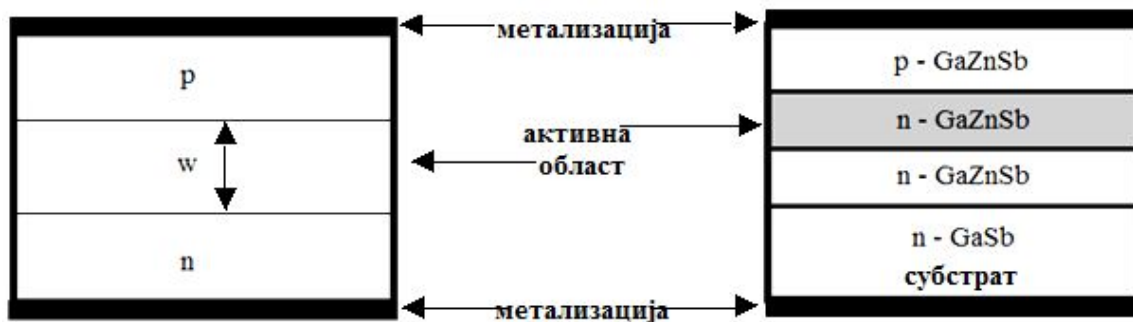 метализација
p
p - GaZnSb
w
активна
област
n - GaZnSb
n - GaZnSb
n
n - GaSb
субстрат
метализација